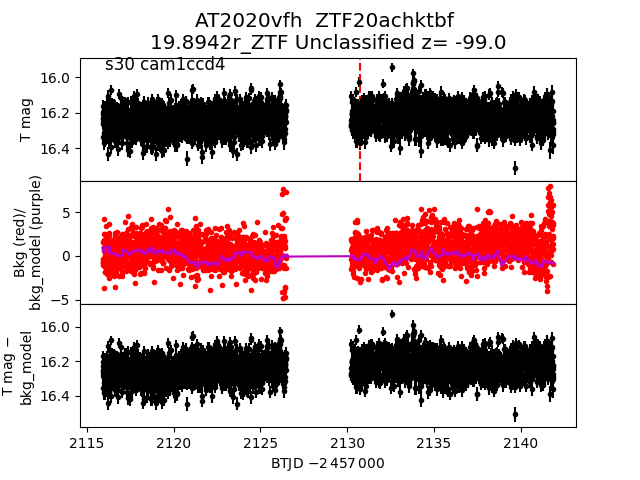 AT2020vfh  ZTF20achktbf
19.8942r_ZTF Unclassified z= -99.0
s30 cam1ccd4
16.0
16.2
16.4
T mag
5
0
−5
Bkg (red)/
bkg_model (purple)
16.0
16.2
16.4
T mag −
bkg_model
2115
2120
2125
2130
2135
2140
BTJD −2 457 000